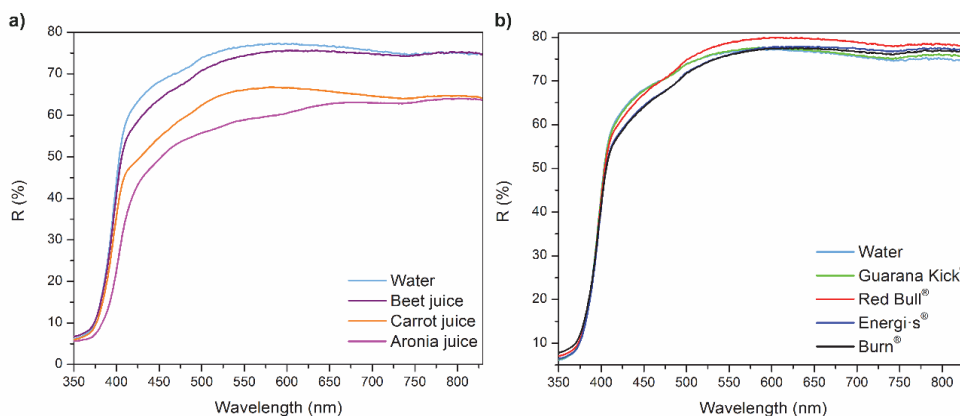 a)
80
70
60
50
40
30
20
10
0
R (%)
350 400 450 500 550 600 650 700 750 800
Wavelength (nm)
Water
Beet juice
Carrot juice
Aronia juice
b)
80
70
60
50
40
30
20
10
R (%)
350 400 450 500 550 600 650 700 750 800
Wavelength (nm)
Water
Guarana Kick®
Red Bull®
Energi·s®
Burn®